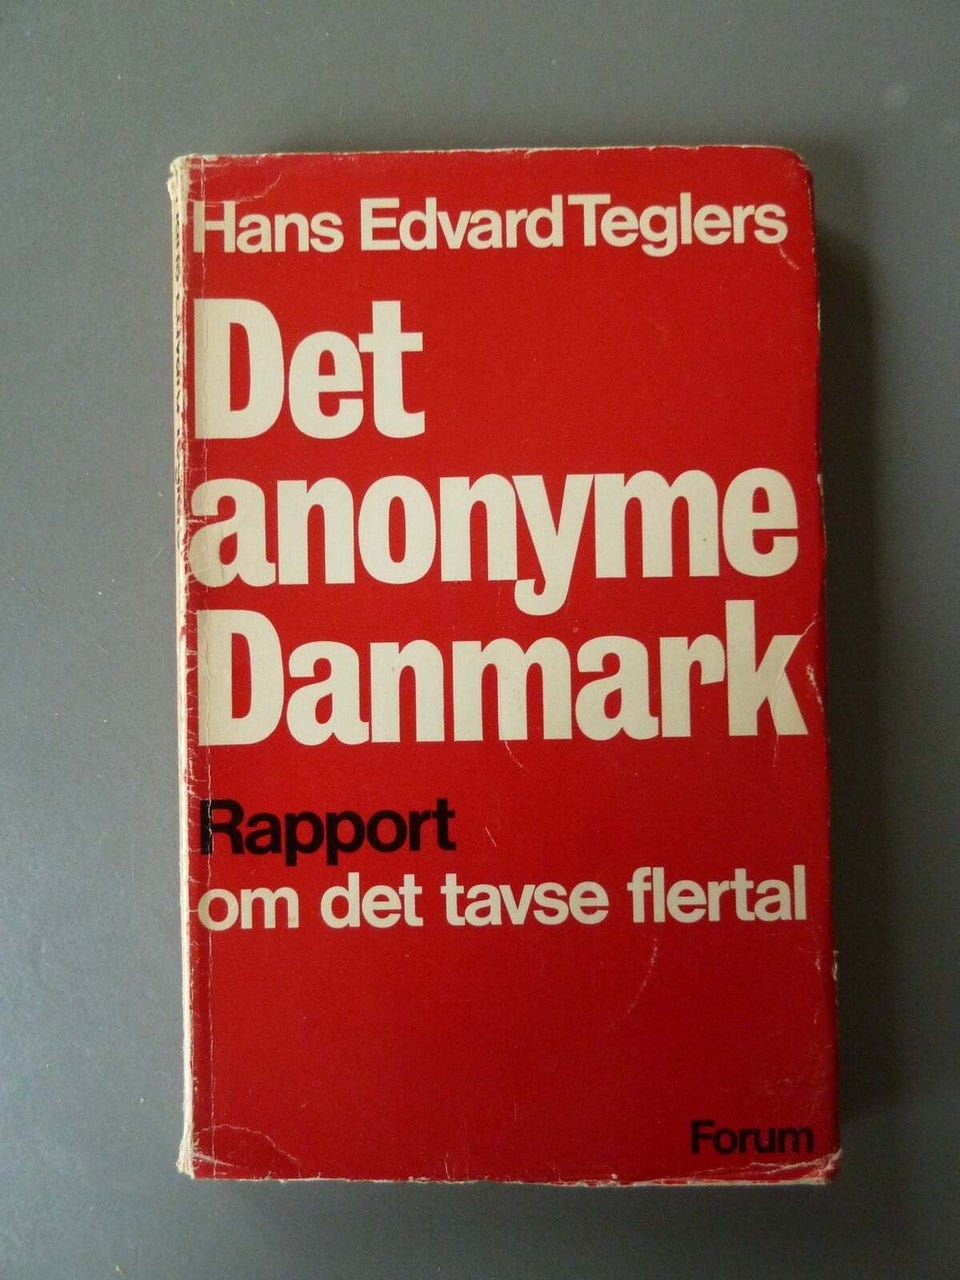 Hans Edvard Teglers
Det
anonyme
Danmark
Rapport
om det tavse flertal
Forum